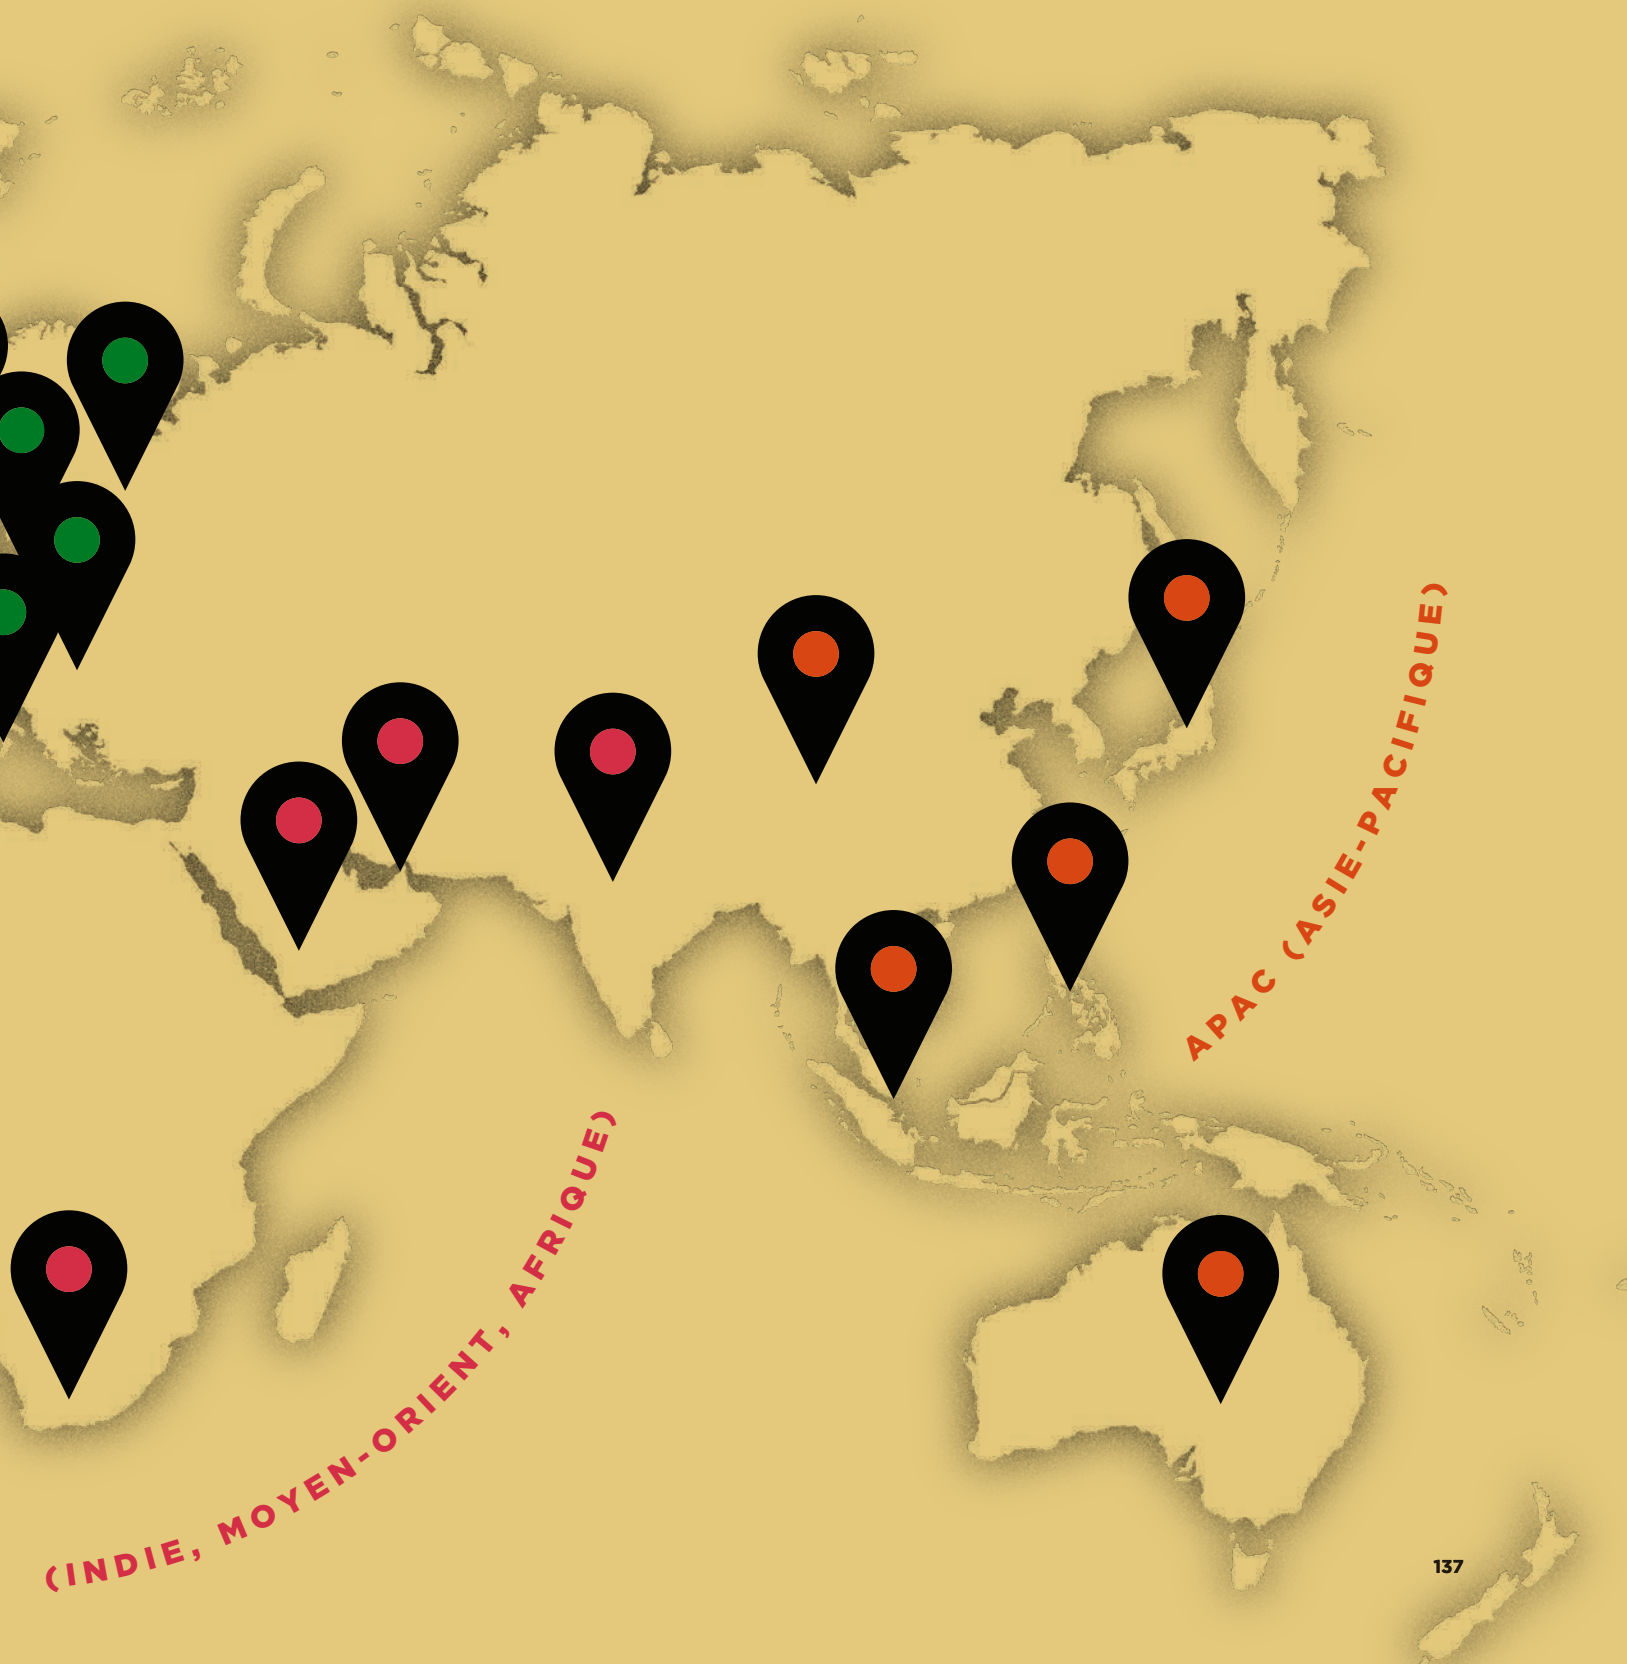 APAC (ASIE-PACIFIQUE)
(INDIE, MOYEN-ORIENT, AFRIQUE)
137